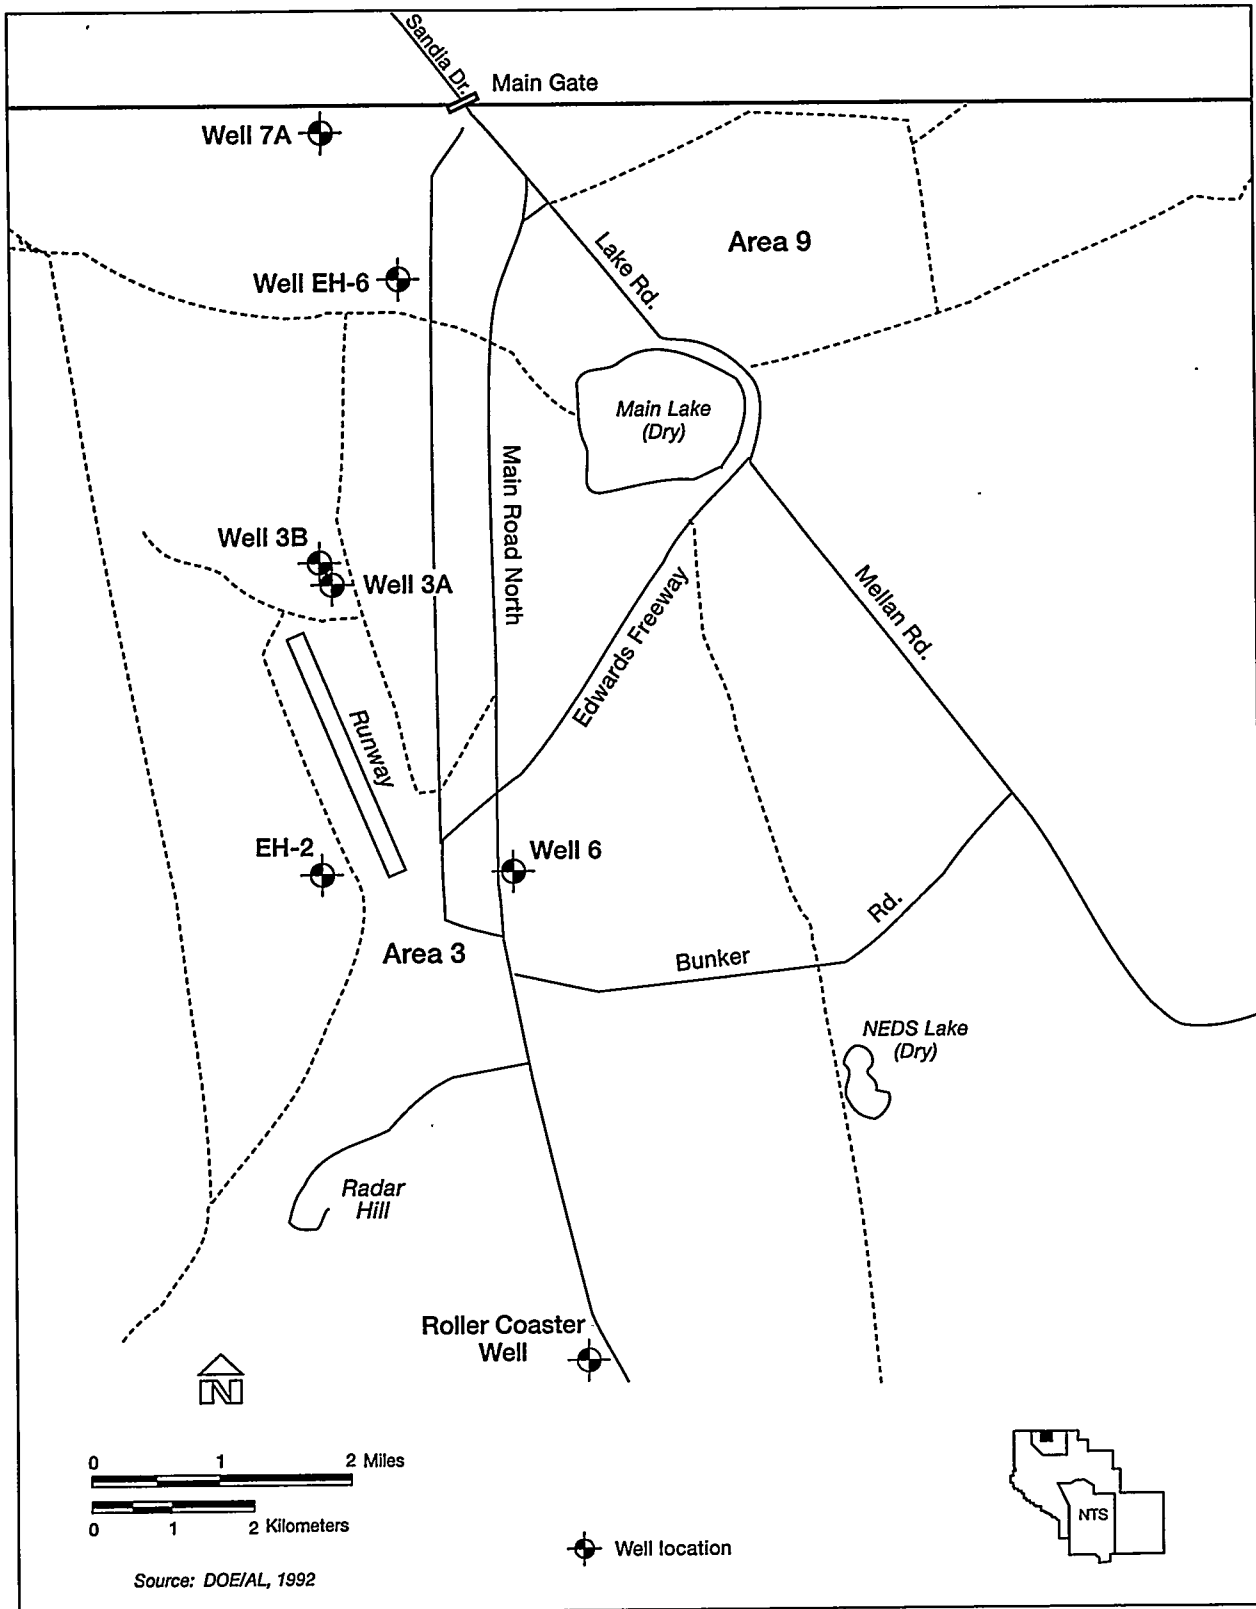 Sandia Dr.
Main Gate
Well 7A
Area 9
Lake Rd.
Well EH-6
Main Lake
(Dry)
Main Road North
Well 3B
Well 3A
Edwards Freeway
Mellan Rd.
Runway
EH-2
Well 6
Area 3
Bunker Rd.
NEDS Lake
(Dry)
Radar
Hill
Roller Coaster
Well
N
0 1 2 Miles
0 1 2 Kilometers
NTS
Well location
Source: DOE/AL, 1992